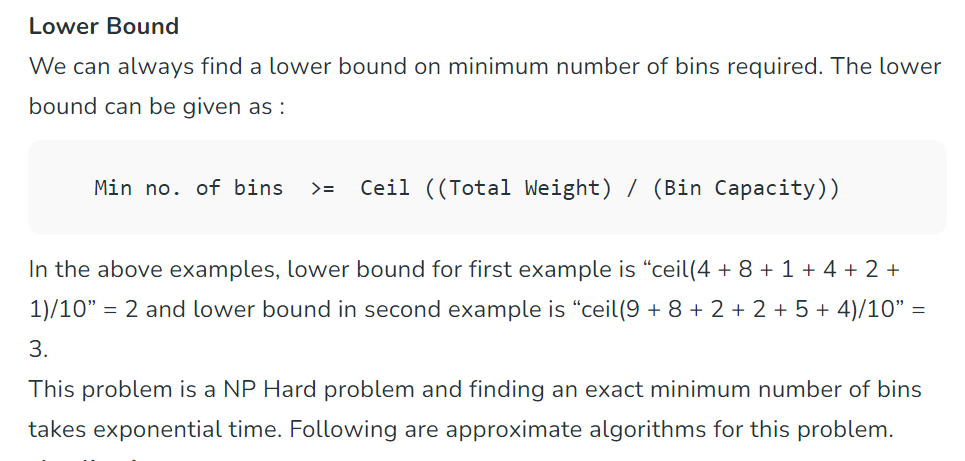 Lower Bound
We can always find a lower bound on minimum number of bins required. The lower
bound can be given as :
Min no. of bins  >=  Ceil ((Total Weight) / (Bin Capacity))
In the above examples, lower bound for first example is “ceil(4 + 8 + 1 + 4 + 2 +
1)/10” = 2 and lower bound in second example is “ceil(9 + 8 + 2 + 2 + 5 + 4)/10” =
3.
This problem is a NP Hard problem and finding an exact minimum number of bins
takes exponential time. Following are approximate algorithms for this problem.